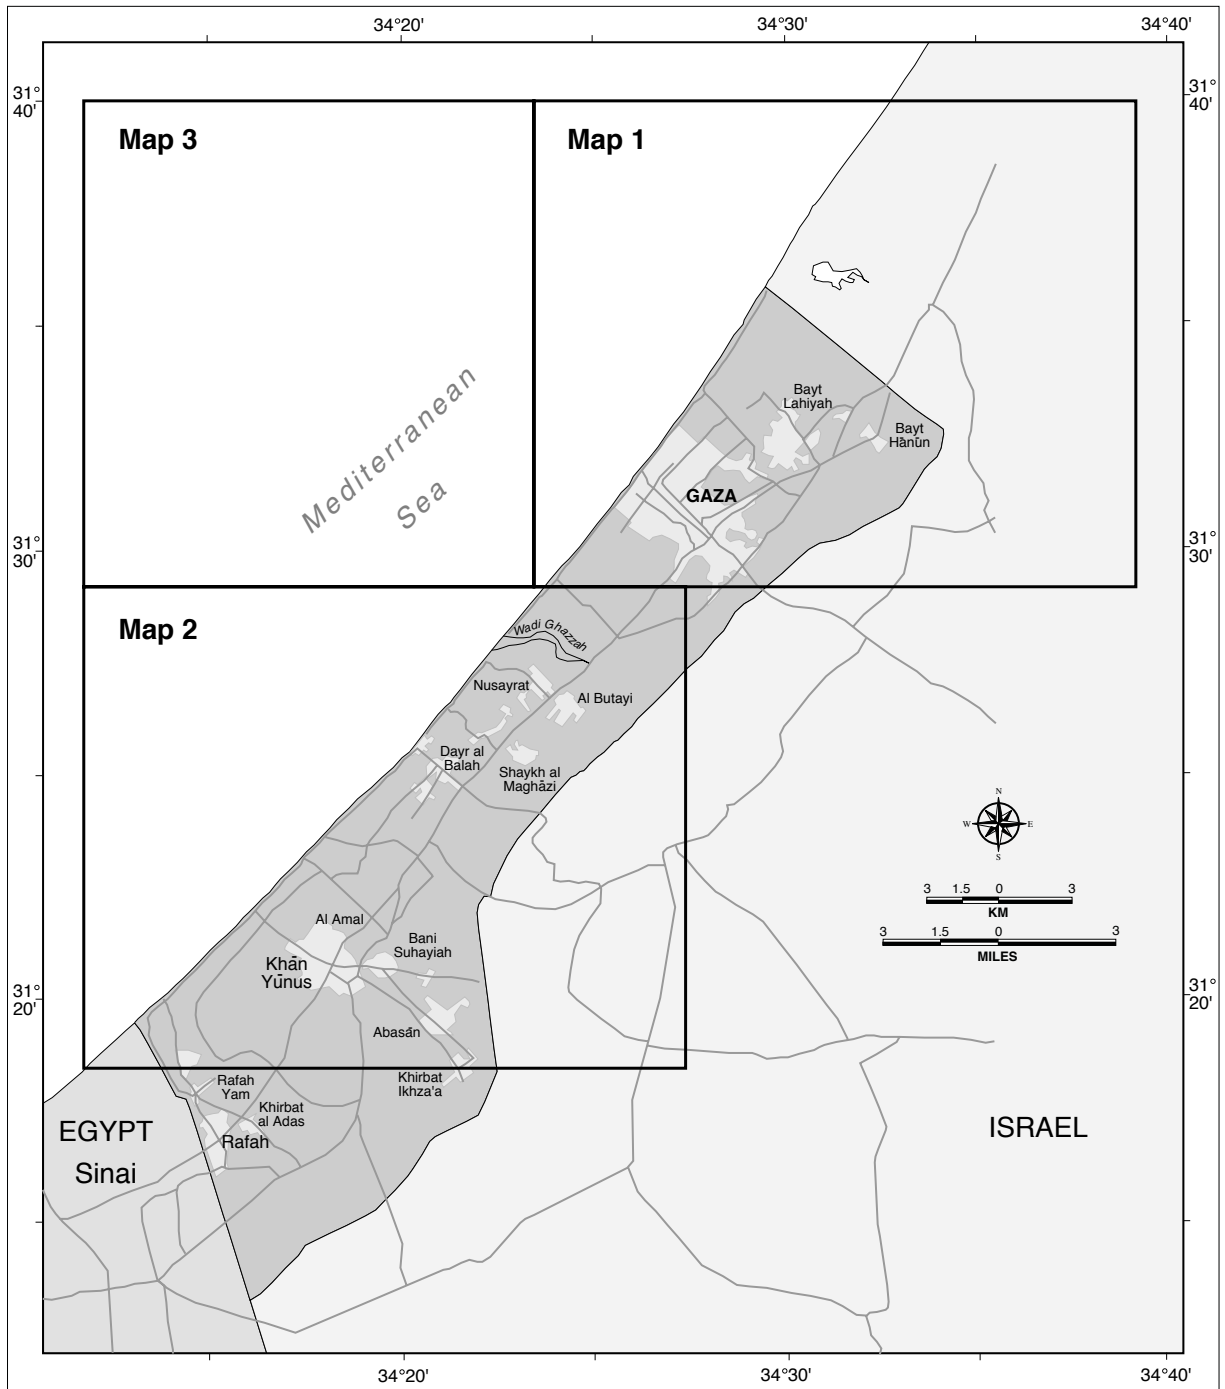 34°20'
34°30'
34°40'
31°
40'
31°
40'
Map 3
Map 1
Mediterranean
Sea
Bayt
Lahiyah
Bayt
Hānūn
GAZA
31°
30'
31°
30'
Map 2
Wadi Ghazzah
Nusayrat
Al Butayi
Dayr al
Balah
Shaykh al
Maghāzi
N
W
E
S
3 1.5 0 3
KM
3 1.5 0 3
MILES
Al Amal
Bani
Suhayiah
Khān
Yūnus
31°
20'
31°
20'
Abasān
Khirbat
Ikhza'a
Rafah
Yam
Khirbat
al Adas
Rafah
EGYPT
Sinai
ISRAEL
34°20'
34°30'
34°40'